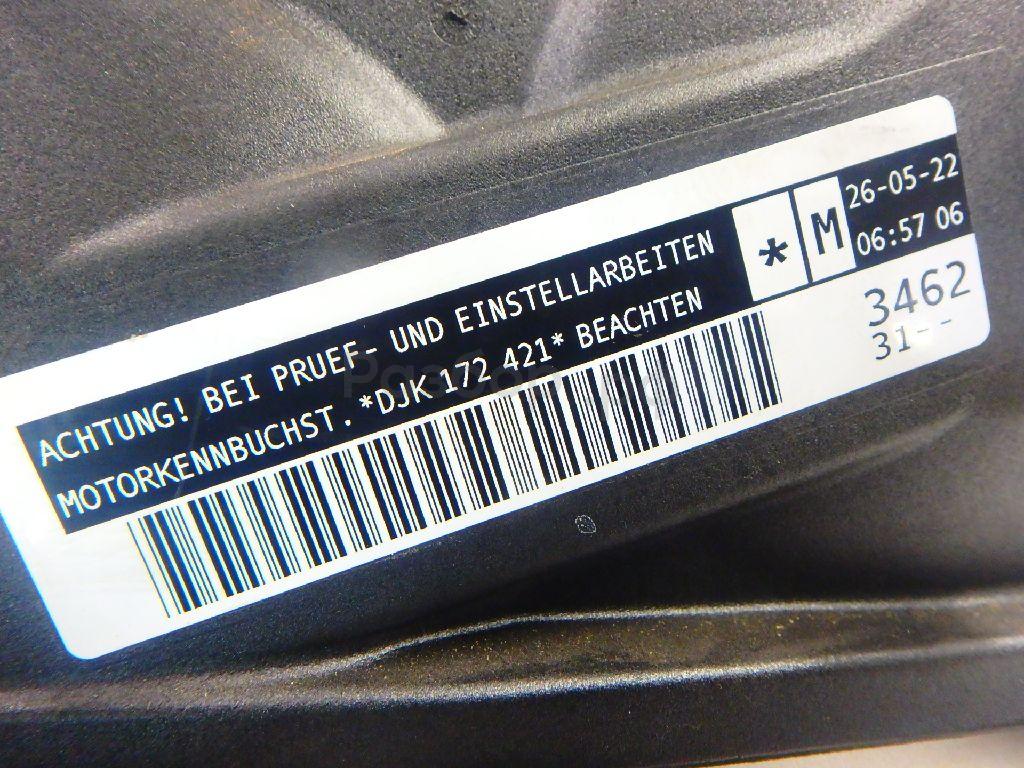 ACHTUNG! BEI PRUEF- UND EINSTELLARBEITEN
MOTORKENNBUCHST. *DJK 172 421* BEACHTEN
*
M
26-05-22
06:57 06
3462
31--